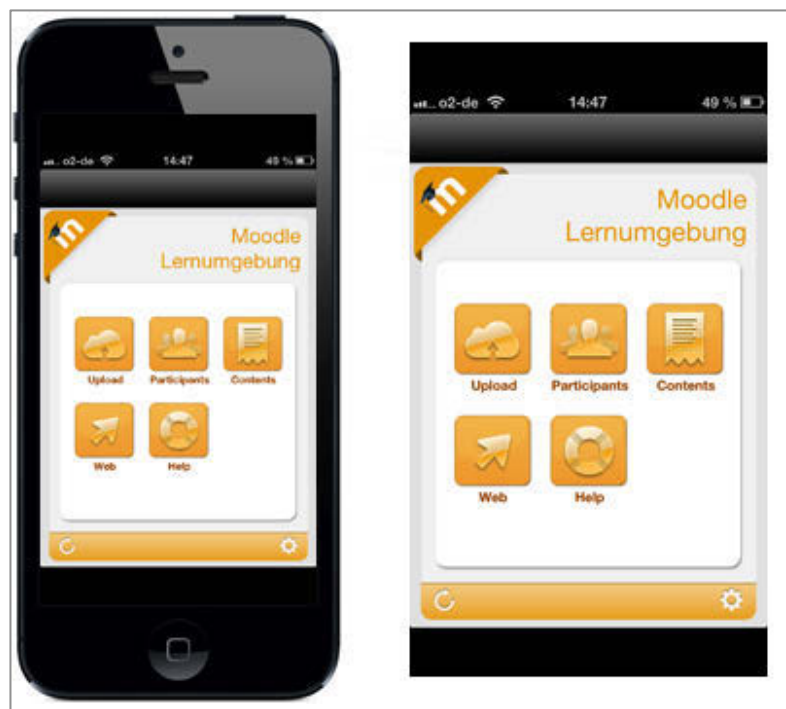 o2-de 14:47 49 %
m
Moodle
Lernumgebung
Upload Participants Contents
Web Help
o2-de 14:47 49 %
m
Moodle
Lernumgebung
Upload Participants Contents
Web Help